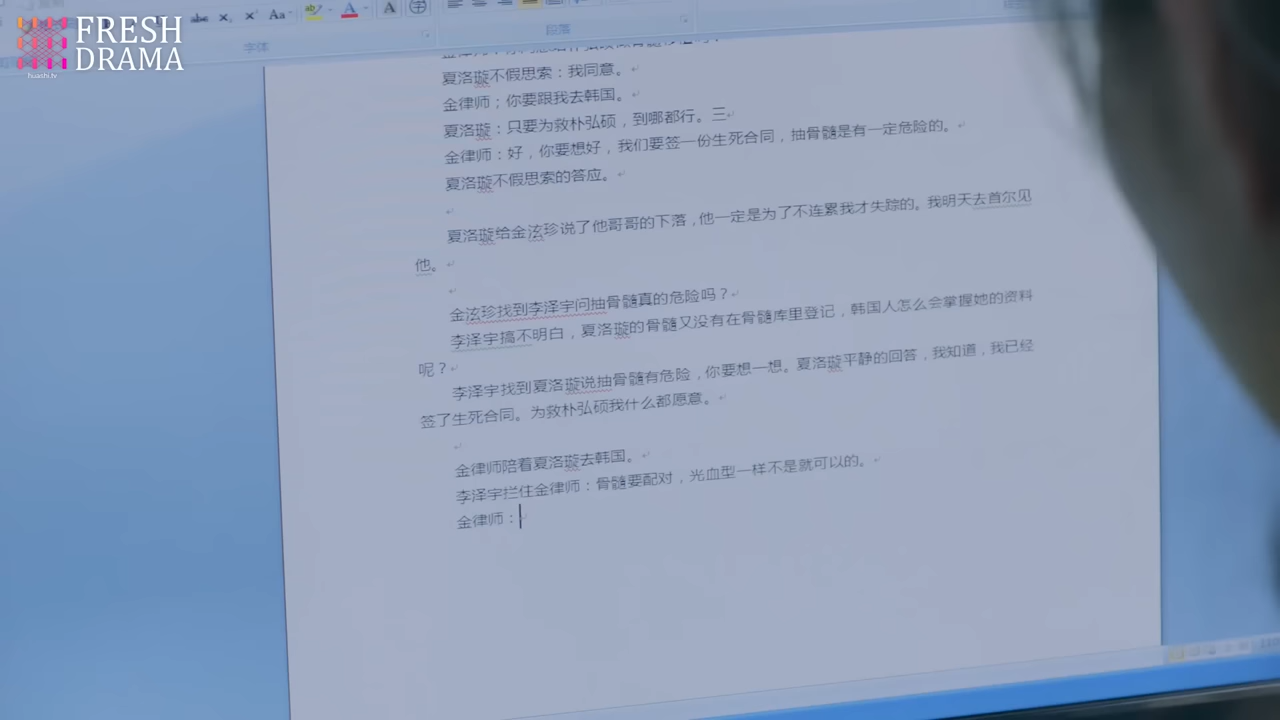 FRESH
DRAMA
huashi.tv
字体
段落
夏洛璇不假思索：我同意。
金律师；你要跟我去韩国。
夏洛璇：只要为救朴弘硕，到哪都行。三
金律师：好，你要想好，我们要签一份生死合同，抽骨髓是有一定危险的。
夏洛璇不假思索的答应。
夏洛璇给金泫珍说了他哥哥的下落，他一定是为了不连累我才失踪的。我明天去首尔见
他。
金泫珍找到李泽宇问抽骨髓真的危险吗？
李泽宇搞不明白，夏洛璇的骨髓又没有在骨髓库里登记，韩国人怎么会掌握她的资料
呢？
李泽宇找到夏洛璇说抽骨髓有危险，你要想一想。夏洛璇平静的回答，我知道，我已经
签了生死合同。为救朴弘硕我什么都愿意。
金律师陪着夏洛璇去韩国。
李泽宇拦住金律师：骨髓要配对，光血型一样不是就可以的。
金律师：